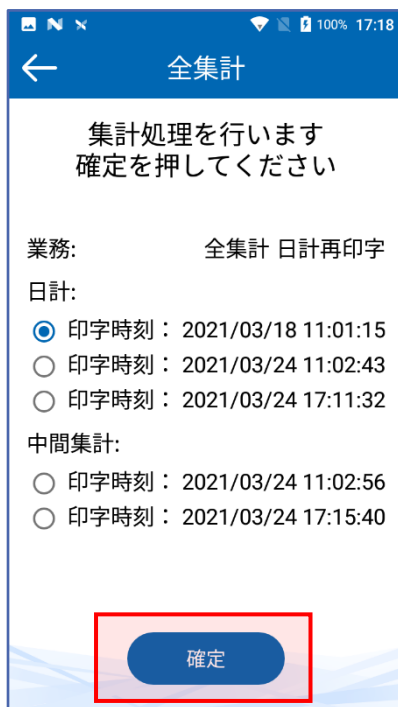 100% 17:18
全集計
集計処理を行います
確定を押してください
業務: 全集計 日計再印字
日計:
印字時刻： 2021/03/18 11:01:15
印字時刻： 2021/03/24 11:02:43
印字時刻： 2021/03/24 17:11:32
中間集計:
印字時刻： 2021/03/24 11:02:56
印字時刻： 2021/03/24 17:15:40
確定